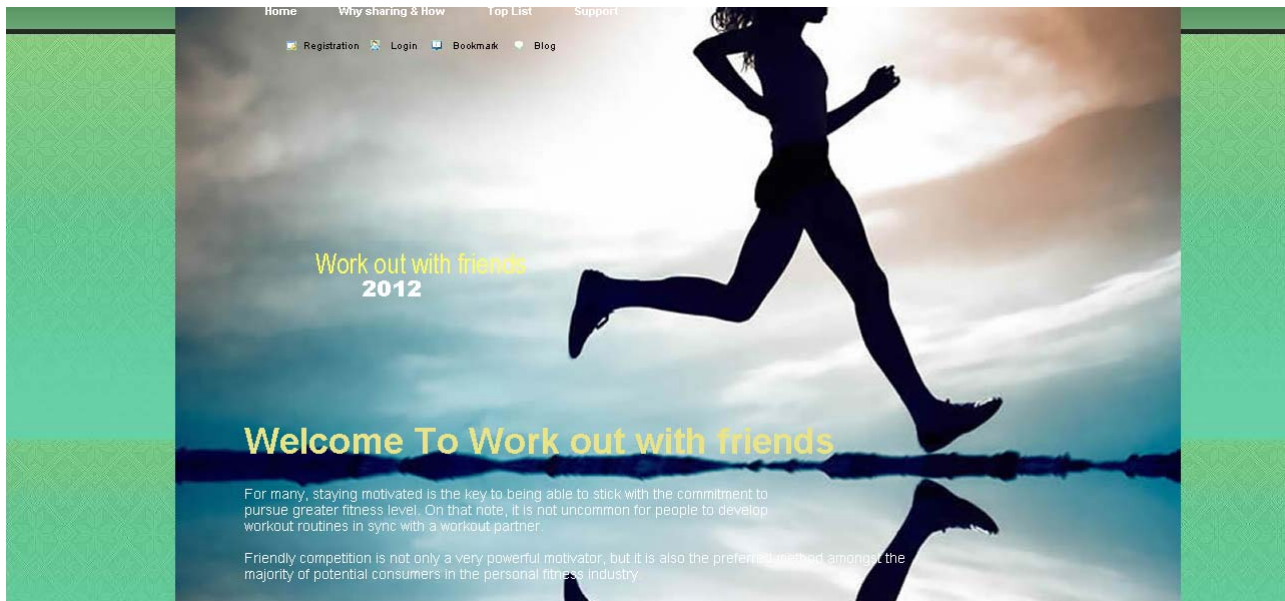 Home Why sharing & How Top List Support
Registration Login Bookmark Blog
Work out with friends
2012
Welcome To Work out with friends
For many, staying motivated is the key to being able to stick with the commitment to
pursue greater fitness level. On that note, it is not uncommon for people to develop
workout routines in sync with a workout partner.
Friendly competition is not only a very powerful motivator, but it is also the preferred method amongst the
majority of potential consumers in the personal fitness industry.